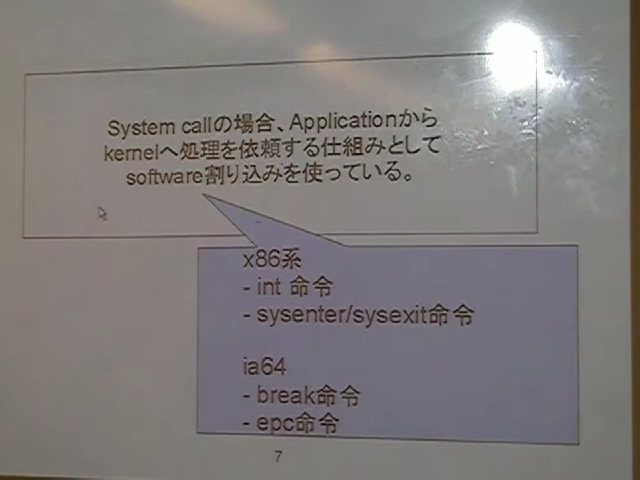 System callの場合、Applicationから
kernelへ処理を依頼する仕組みとして
software割り込みを使っている。
x86系
- int 命令
- sysenter/sysexit命令
ia64
- break命令
- epc命令
7